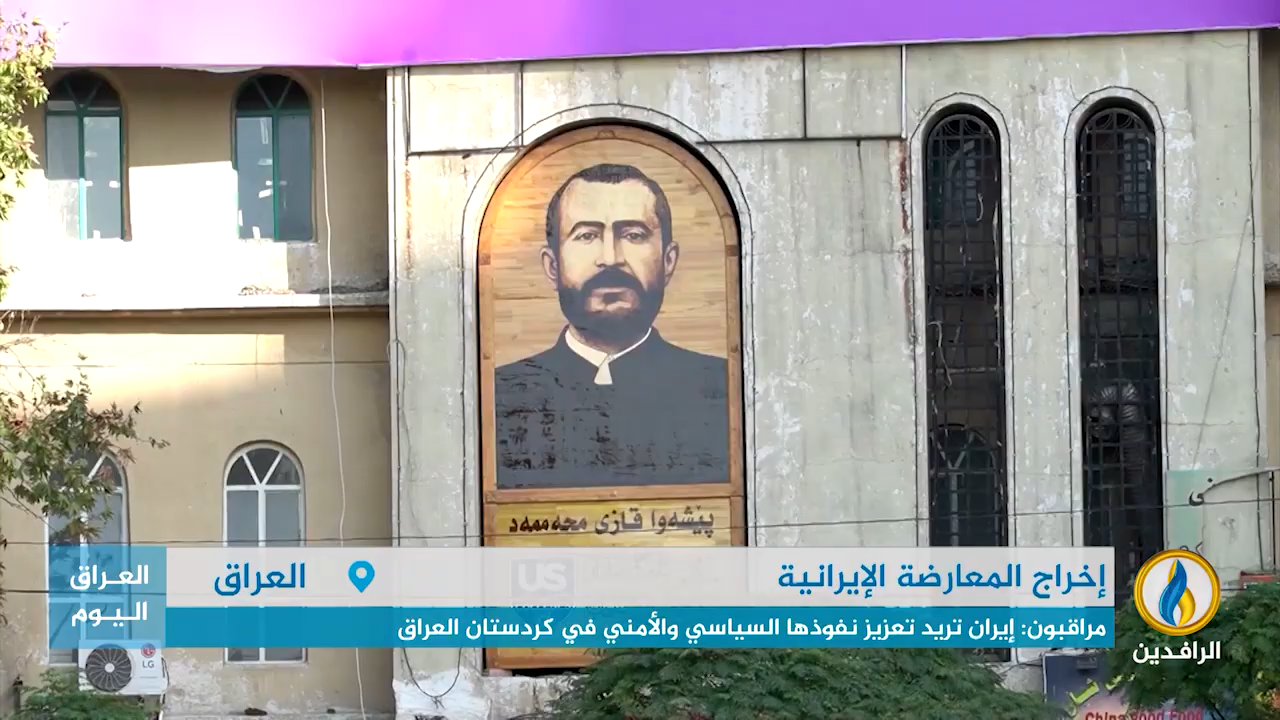 پێشەوا قازی محەممەد
إخراج المعارضة الإيرانية
العراق
مراقبون: إيران تريد تعزيز نفوذها السياسي والأمني في كردستان العراق
العراق
اليوم
الرافدين
US
LG